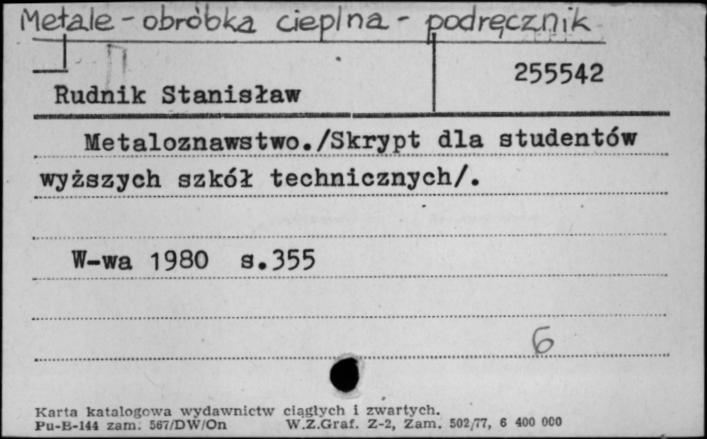 Metale - obróbka cieplna - podręcznik
255542
Rudnik Stanisław
Metaloznawstwo./Skrypt dla studentów
wyższych szkół technicznych/.
W-wa 1980 s.355
6
Karta katalogowa wydawnictw ciągłych i zwartych.
Pu-B-144 zam. 567/DW/On W.Z.Graf. Z-2, Zam. 502/77, 6 400 000